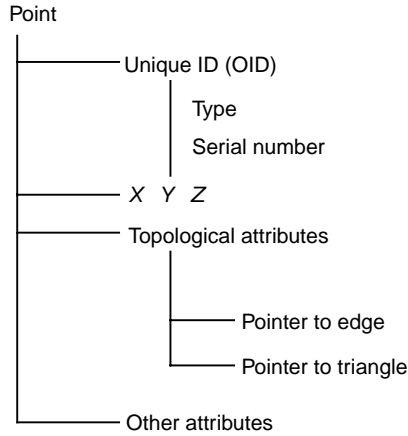 Point
Unique ID (OID)
Type
Serial number
X Y Z
Topological attributes
Pointer to edge
Pointer to triangle
Other attributes